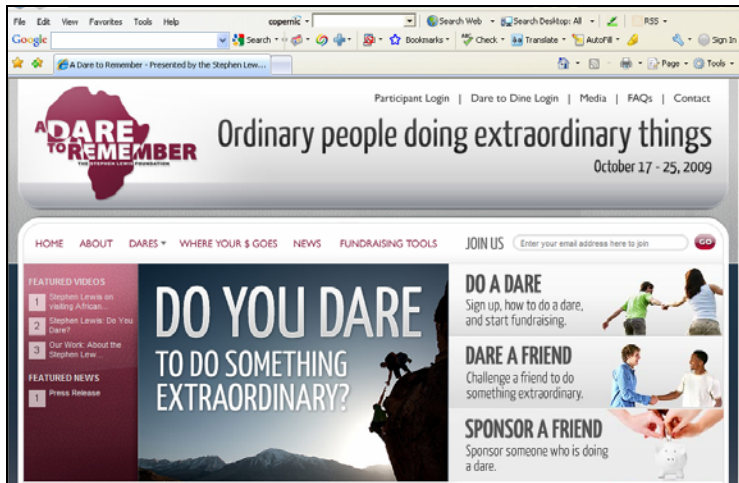 File Edit View Favorites Tools Help
copernic
Search Web
Search Desktop: All
RSS
Google
Search
Bookmarks
Check
Translate
AutoFill
Sign In
A Dare to Remember - Presented by the Stephen Lew...
Page
Tools
Participant Login | Dare to Dine Login | Media | FAQs | Contact
A DARE
TO REMEMBER
THE STEPHEN LEWIS FOUNDATION
Ordinary people doing extraordinary things
October 17 - 25, 2009
HOME ABOUT DARES WHERE YOUR $ GOES NEWS FUNDRAISING TOOLS
JOIN US
Enter your email address here to join
GO
FEATURED VIDEOS
1 Stephen Lewis on
visiting African...
2 Stephen Lewis: Do You
Dare?
3 Our Work: About the
Stephen Lew...
FEATURED NEWS
1 Press Release
DO YOU DARE
TO DO SOMETHING
EXTRAORDINARY?
DO A DARE
Sign up, how to do a dare,
and start fundraising.
DARE A FRIEND
Challenge a friend to do
something extraordinary.
SPONSOR A FRIEND
Sponsor someone who is doing
a dare.